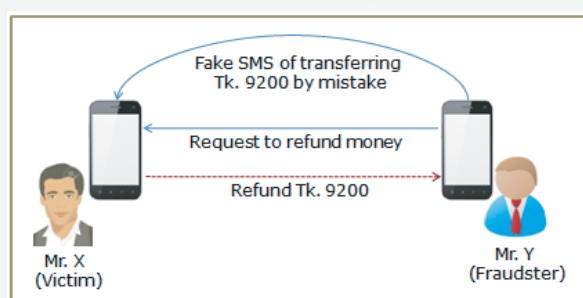 Fake SMS of transferring
Tk. 9200 by mistake
Request to refund money
Refund Tk. 9200
Mr. X
(Victim)
Mr. Y
(Fraudster)